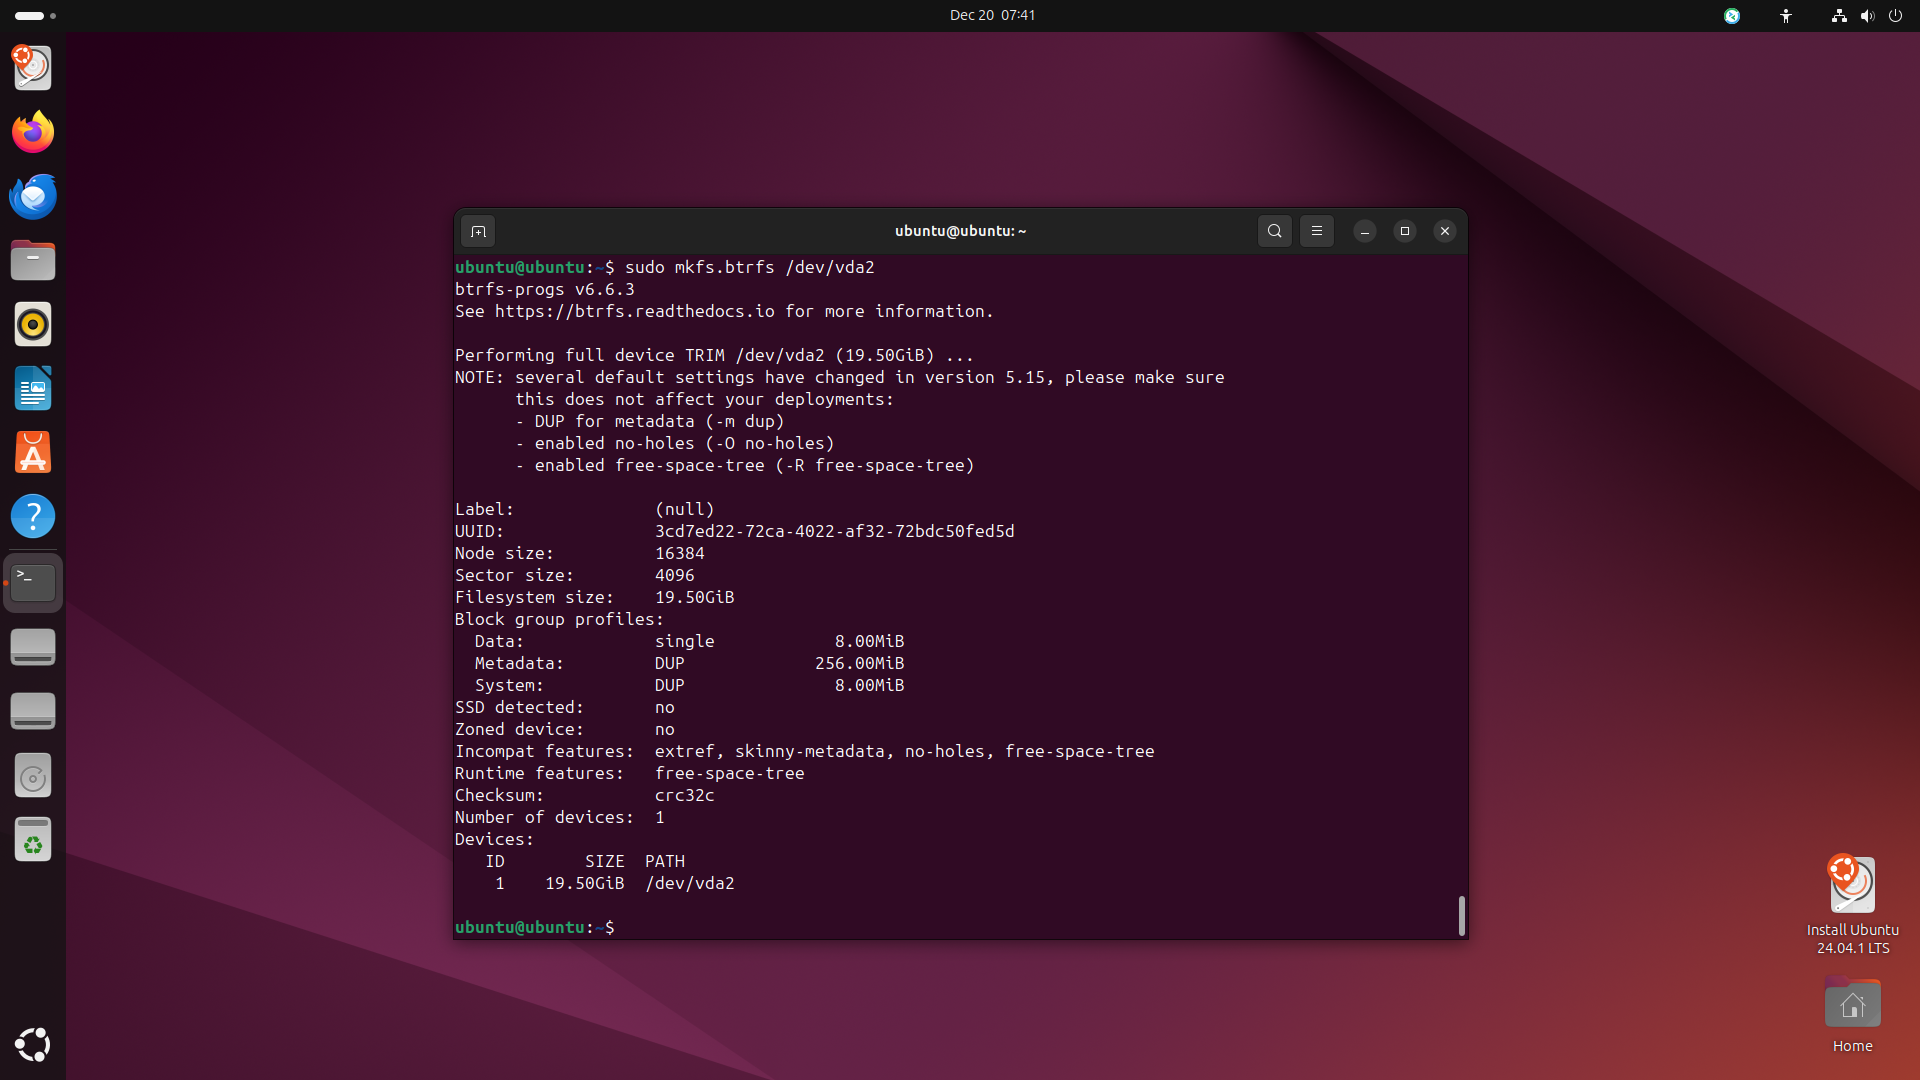 Dec 20  07:41
ubuntu@ubuntu: ~
ubuntu@ubuntu:~$ sudo mkfs.btrfs /dev/vda2
btrfs-progs v6.6.3
See https://btrfs.readthedocs.io for more information.

Performing full device TRIM /dev/vda2 (19.50GiB) ...
NOTE: several default settings have changed in version 5.15, please make sure
      this does not affect your deployments:
      - DUP for metadata (-m dup)
      - enabled no-holes (-O no-holes)
      - enabled free-space-tree (-R free-space-tree)

Label:              (null)
UUID:               3cd7ed22-72ca-4022-af32-72bdc50fed5d
Node size:          16384
Sector size:        4096
Filesystem size:    19.50GiB
Block group profiles:
  Data:             single            8.00MiB
  Metadata:         DUP             256.00MiB
  System:           DUP               8.00MiB
SSD detected:       no
Zoned device:       no
Incompat features:  extref, skinny-metadata, no-holes, free-space-tree
Runtime features:   free-space-tree
Checksum:           crc32c
Number of devices:  1
Devices:
   ID        SIZE  PATH
    1    19.50GiB  /dev/vda2

ubuntu@ubuntu:~$
Install Ubuntu
24.04.1 LTS
Home